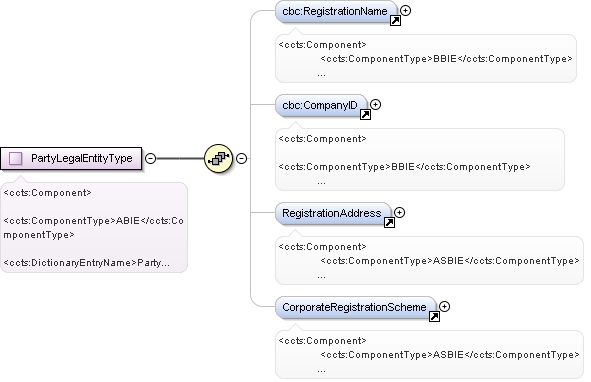 cbc:RegistrationName
<ccts:Component>
<ccts:ComponentType>BBIE</ccts:ComponentType>
...
cbc:CompanyID
<ccts:Component>
<ccts:ComponentType>BBIE</ccts:ComponentType>
...
PartyLegalEntityType
<ccts:Component>
<ccts:ComponentType>ABIE</ccts:Co
mponentType>
<ccts:DictionaryEntryName>Party...
RegistrationAddress
<ccts:Component>
<ccts:ComponentType>ASBIE</ccts:ComponentType>
...
CorporateRegistrationScheme
<ccts:Component>
<ccts:ComponentType>ASBIE</ccts:ComponentType>
...